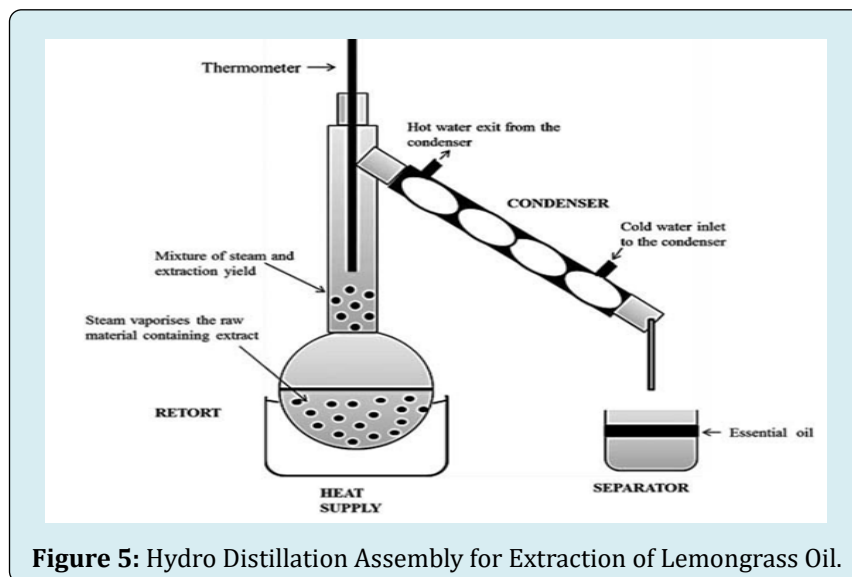 Thermometer
Hot water exit from the
condenser
CONDENSER
Cold water inlet
to the condenser
Mixture of steam and
extraction yield
Steam vaporises the raw
material containing extract
RETORT
Essential oil
HEAT
SUPPLY
SEPARATOR
Figure 5: Hydro Distillation Assembly for Extraction of Lemongrass Oil.